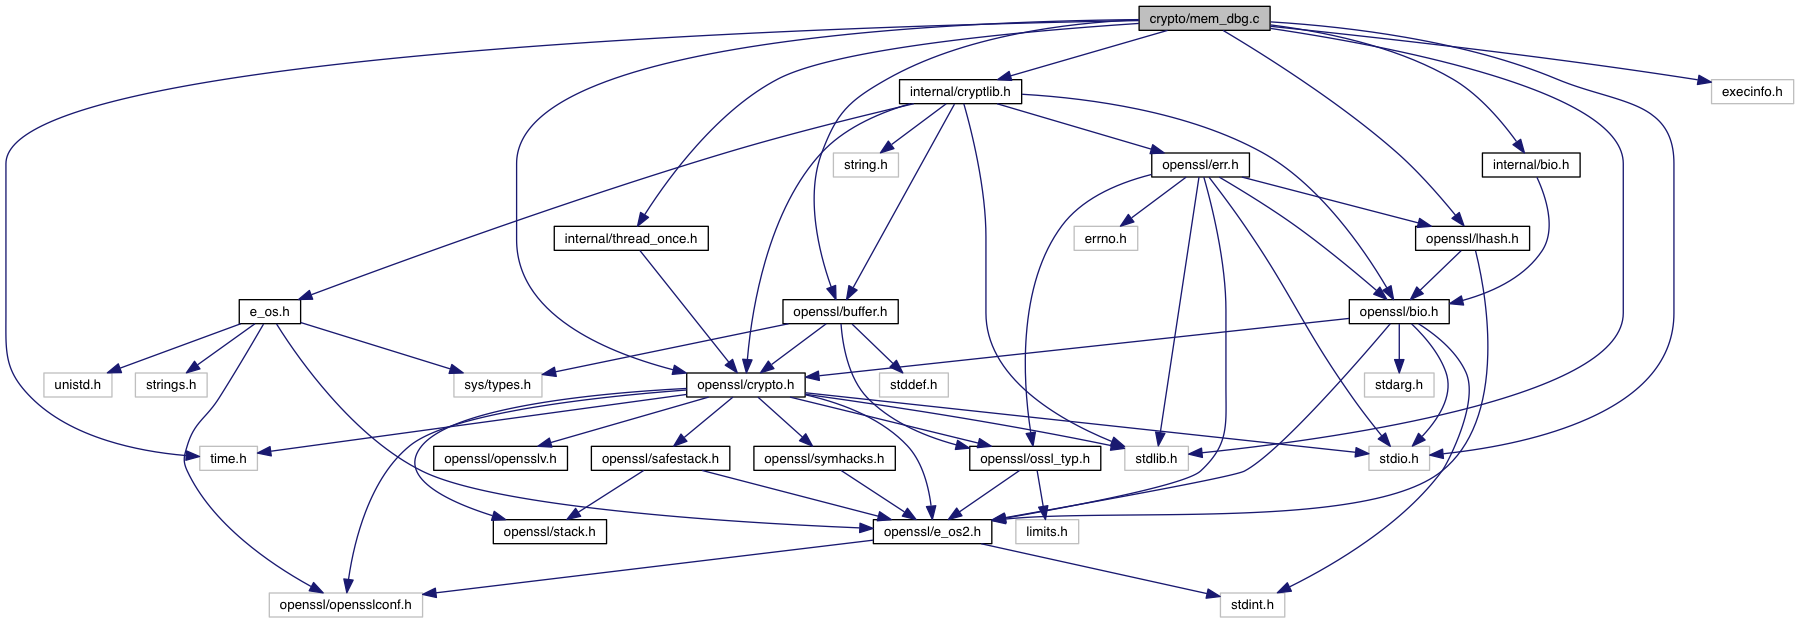 crypto/mem_dbg.c
internal/cryptlib.h
execinfo.h
string.h
openssl/err.h
internal/bio.h
internal/thread_once.h
errno.h
openssl/lhash.h
e_os.h
openssl/buffer.h
openssl/bio.h
unistd.h
strings.h
sys/types.h
openssl/crypto.h
stddef.h
stdarg.h
time.h
openssl/opensslv.h
openssl/safestack.h
openssl/symhacks.h
openssl/ossl_typ.h
stdlib.h
stdio.h
openssl/stack.h
openssl/e_os2.h
limits.h
openssl/opensslconf.h
stdint.h